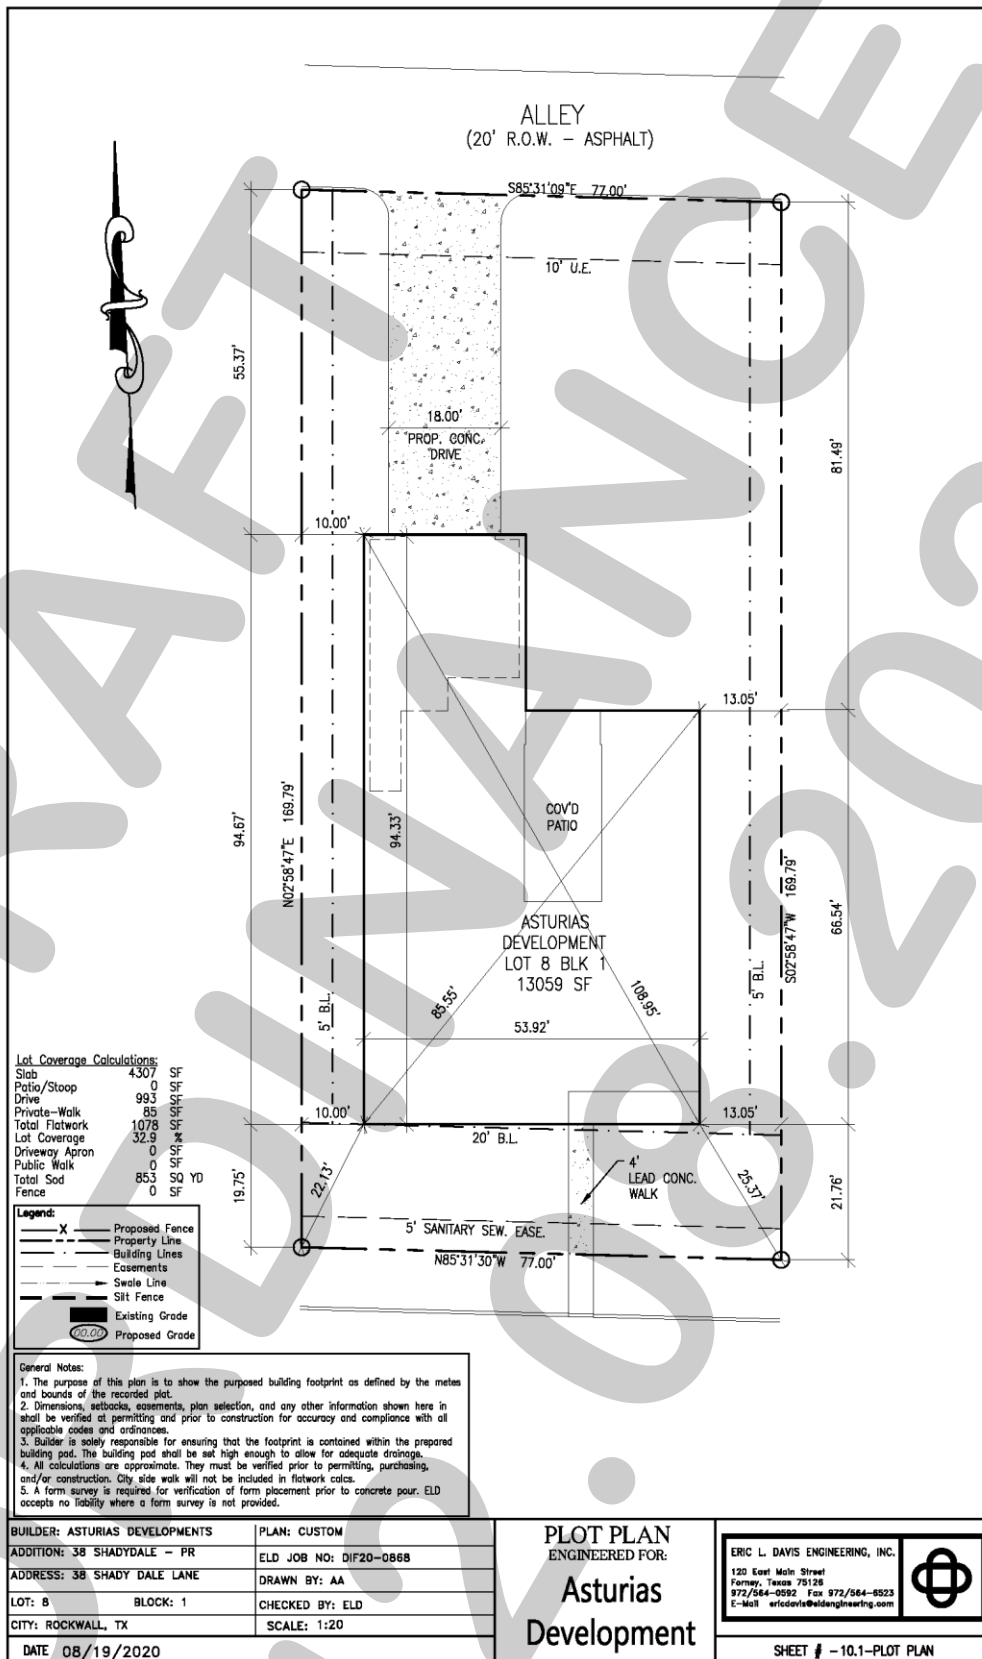 ALLEY
(20' R.O.W. - ASPHALT)
S85°31'09"E 77.00'
10' U.E.
55.37'
18.00'
PROP. CONC.
DRIVE
81.49'
10.00'
13.05'
94.67'
N02°58'47"E 169.79'
94.33'
COV'D
PATIO
S02°58'47"W 169.79'
66.54'
ASTURIAS
DEVELOPMENT
LOT 8 BLK 1
13059 SF
85.55'
108.95'
5' B.L.
5' B.L.
53.92'
10.00'
13.05'
20' B.L.
19.75'
22.13'
4'
LEAD CONC.
WALK
25.37'
21.76'
5' SANITARY SEW. EASE.
N85°31'30"W 77.00'
Lot Coverage Calculations:
Slab 4307 SF
Patio/Stoop 0 SF
Drive 993 SF
Private-Walk 85 SF
Total Flatwork 1078 SF
Lot Coverage 32.9 %
Driveway Apron 0 SF
Public Walk 0 SF
Total Sod 853 SQ YD
Fence 0 SF
Legend:
X Proposed Fence
Property Line
Building Lines
Easements
Swale Line
Silt Fence
Existing Grade
00.00 Proposed Grade
General Notes:
1. The purpose of this plan is to show the purposed building footprint as defined by the metes
and bounds of the recorded plat.
2. Dimensions, setbacks, easements, plan selection, and any other information shown here in
shall be verified at permitting and prior to construction for accuracy and compliance with all
applicable codes and ordinances.
3. Builder is solely responsible for ensuring that the footprint is contained within the prepared
building pad. The building pad shall be set high enough to allow for adequate drainage.
4. All calculations are approximate. They must be verified prior to permitting, purchasing,
and/or construction. City side walk will not be included in flatwork calcs.
5. A form survey is required for verification of form placement prior to concrete pour. ELD
accepts no liability where a form survey is not provided.
BUILDER: ASTURIAS DEVELOPMENTS
PLAN: CUSTOM
ADDITION: 38 SHADYDALE - PR
ELD JOB NO: DIF20-0868
ADDRESS: 38 SHADY DALE LANE
DRAWN BY: AA
LOT: 8 BLOCK: 1
CHECKED BY: ELD
CITY: ROCKWALL, TX
SCALE: 1:20
DATE 08/19/2020
PLOT PLAN
ENGINEERED FOR:
Asturias
Development
ERIC L. DAVIS ENGINEERING, INC.
120 East Main Street
Forney, Texas 75126
972/564-0592 Fax 972/564-6523
E-Mail ericdavis@eldengineering.com
SHEET # -10.1-PLOT PLAN